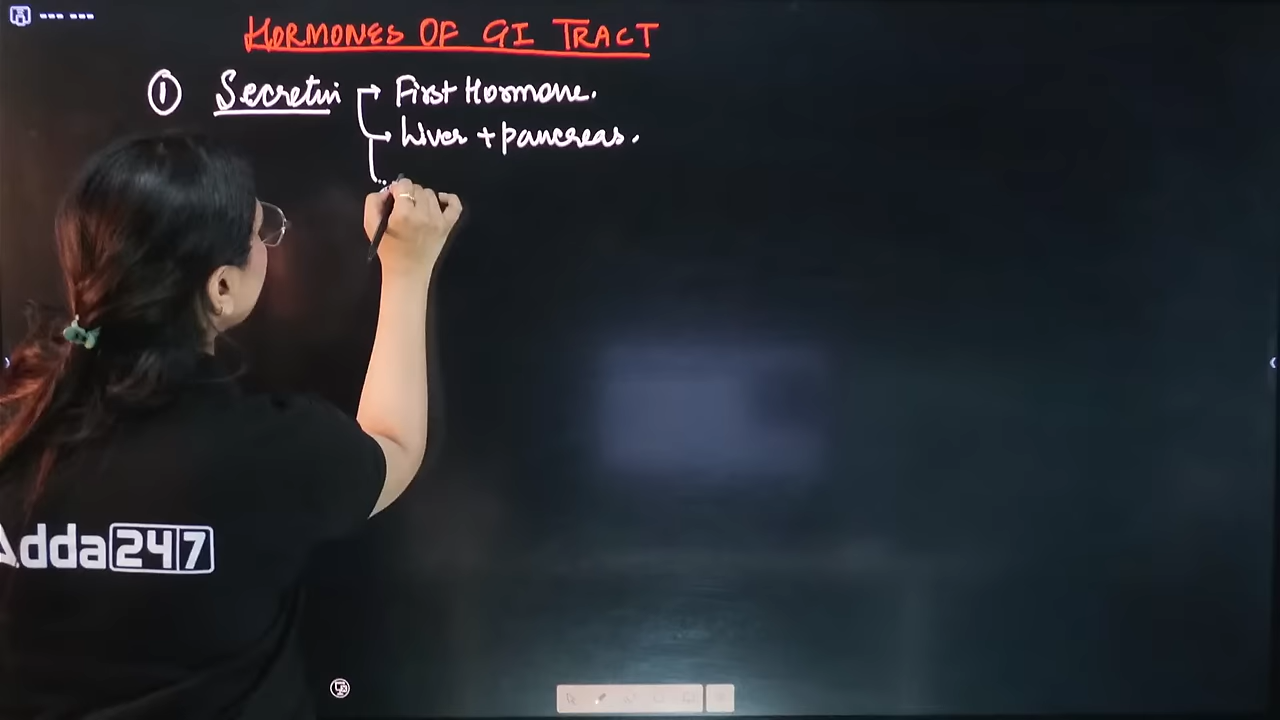 HORMONES OF GI TRACT
1 Secretin → First Hormone.
→ Liver + pancreas.
Adda247